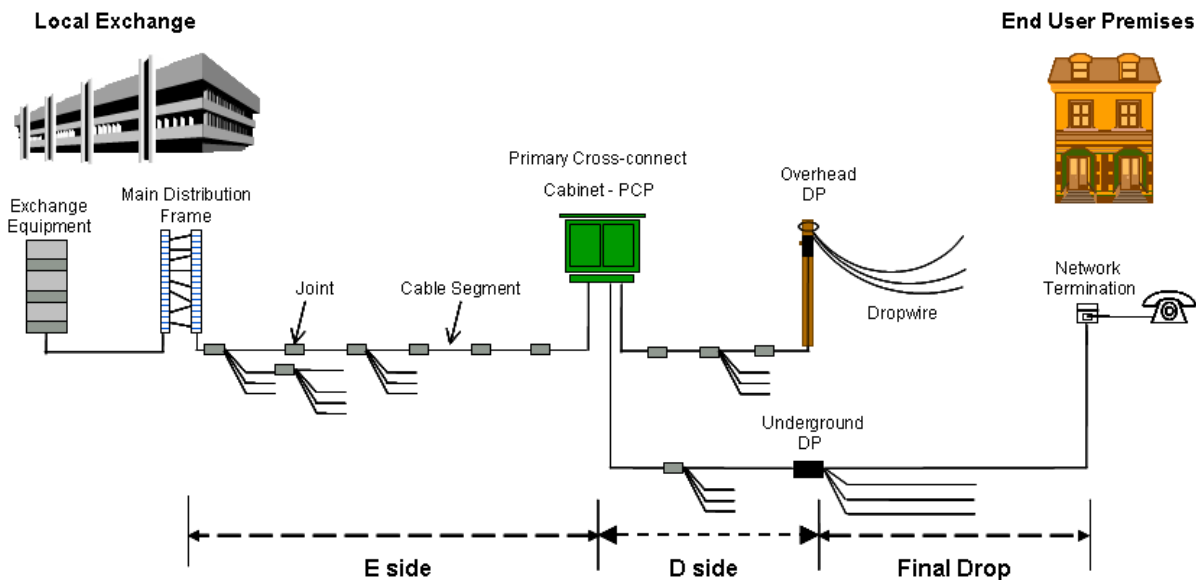 Local Exchange
End User Premises
Primary Cross-connect
Cabinet - PCP
Overhead
DP
Main Distribution
Frame
Exchange
Equipment
Network
Termination
Joint
Cable Segment
Dropwire
Underground
DP
E side
D side
Final Drop